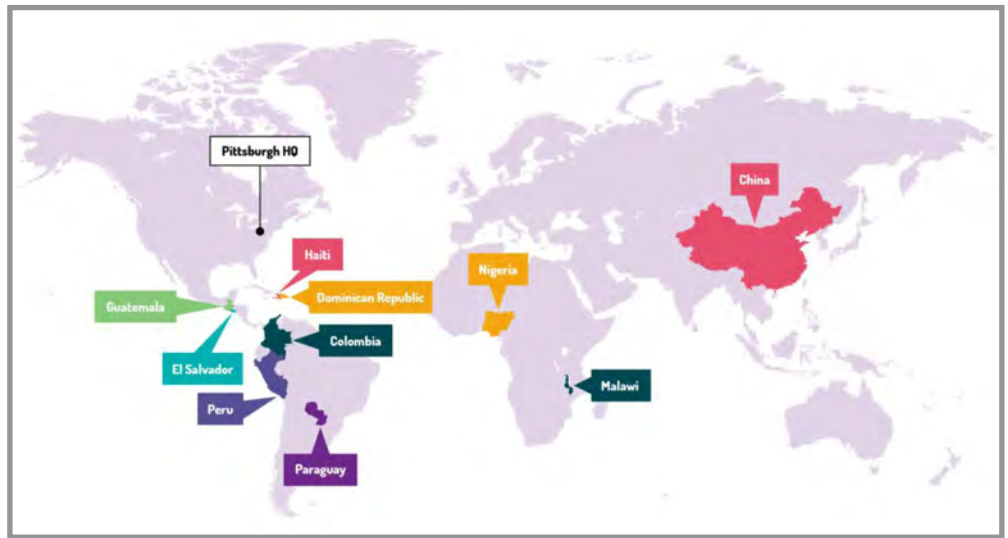 Pittsburgh HQ
China
Haiti
Nigeria
Dominican Republic
Guatemala
Colombia
El Salvador
Malawi
Peru
Paraguay